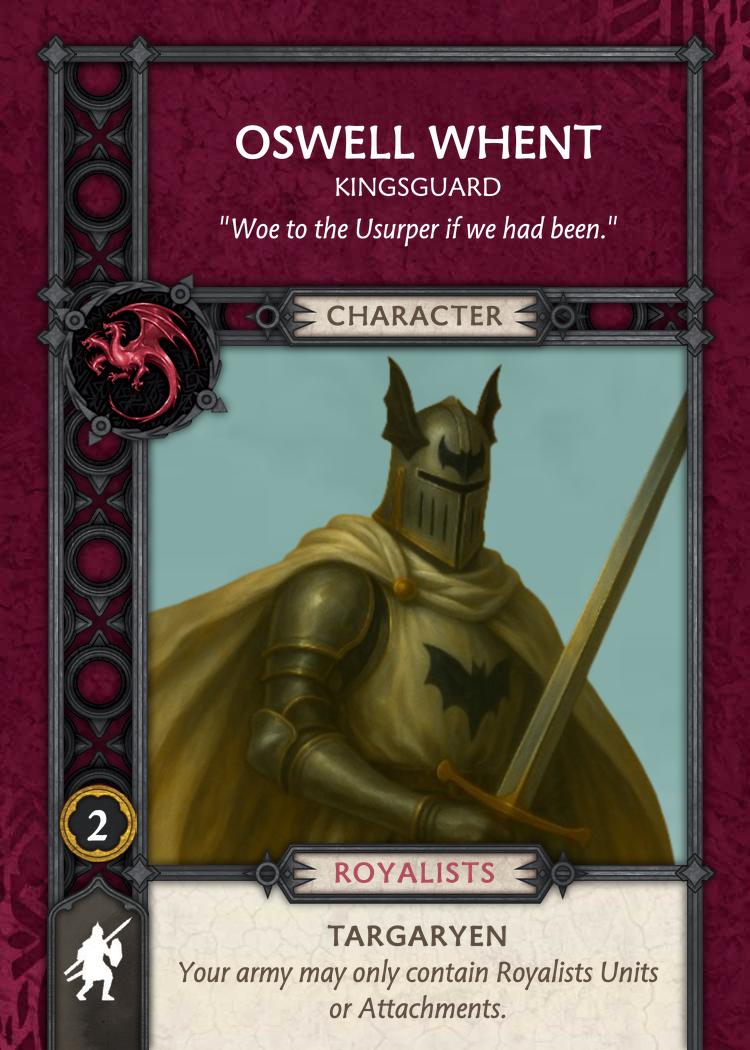 OSWELL WHENT
KINGSGUARD
"Woe to the Usurper if we had been."
CHARACTER
2
ROYALISTS
TARGARYEN
Your army may only contain Royalists Units
or Attachments.